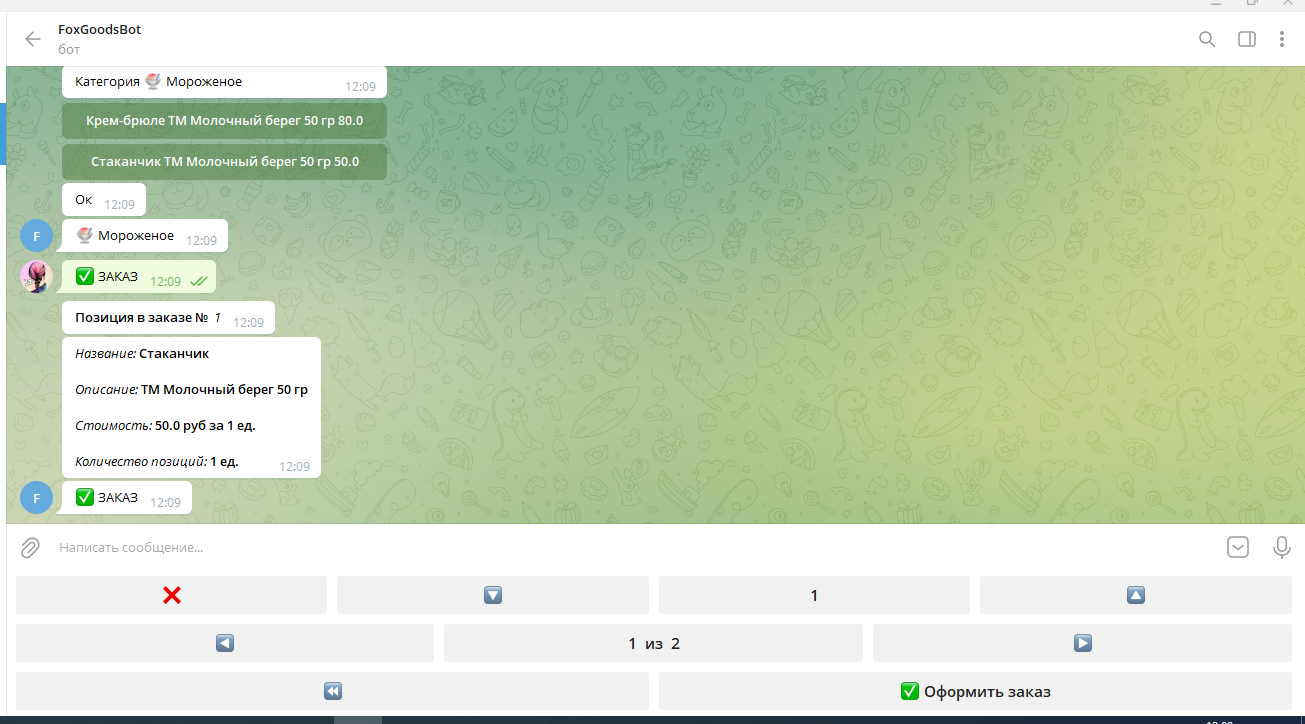 FoxGoodsBot
бот
Категория 🍨 Мороженое 12:09
Крем-брюле ТМ Молочный берег 50 гр 80.0
Стаканчик ТМ Молочный берег 50 гр 50.0
Ок 12:09
F 🍨 Мороженое 12:09
✅ ЗАКАЗ 12:09
Позиция в заказе № 1 12:09
Название: Стаканчик
Описание: ТМ Молочный берег 50 гр
Стоимость: 50.0 руб за 1 ед.
Количество позиций: 1 ед. 12:09
F ✅ ЗАКАЗ 12:09
Написать сообщение...
1
1 из 2
✅ Оформить заказ